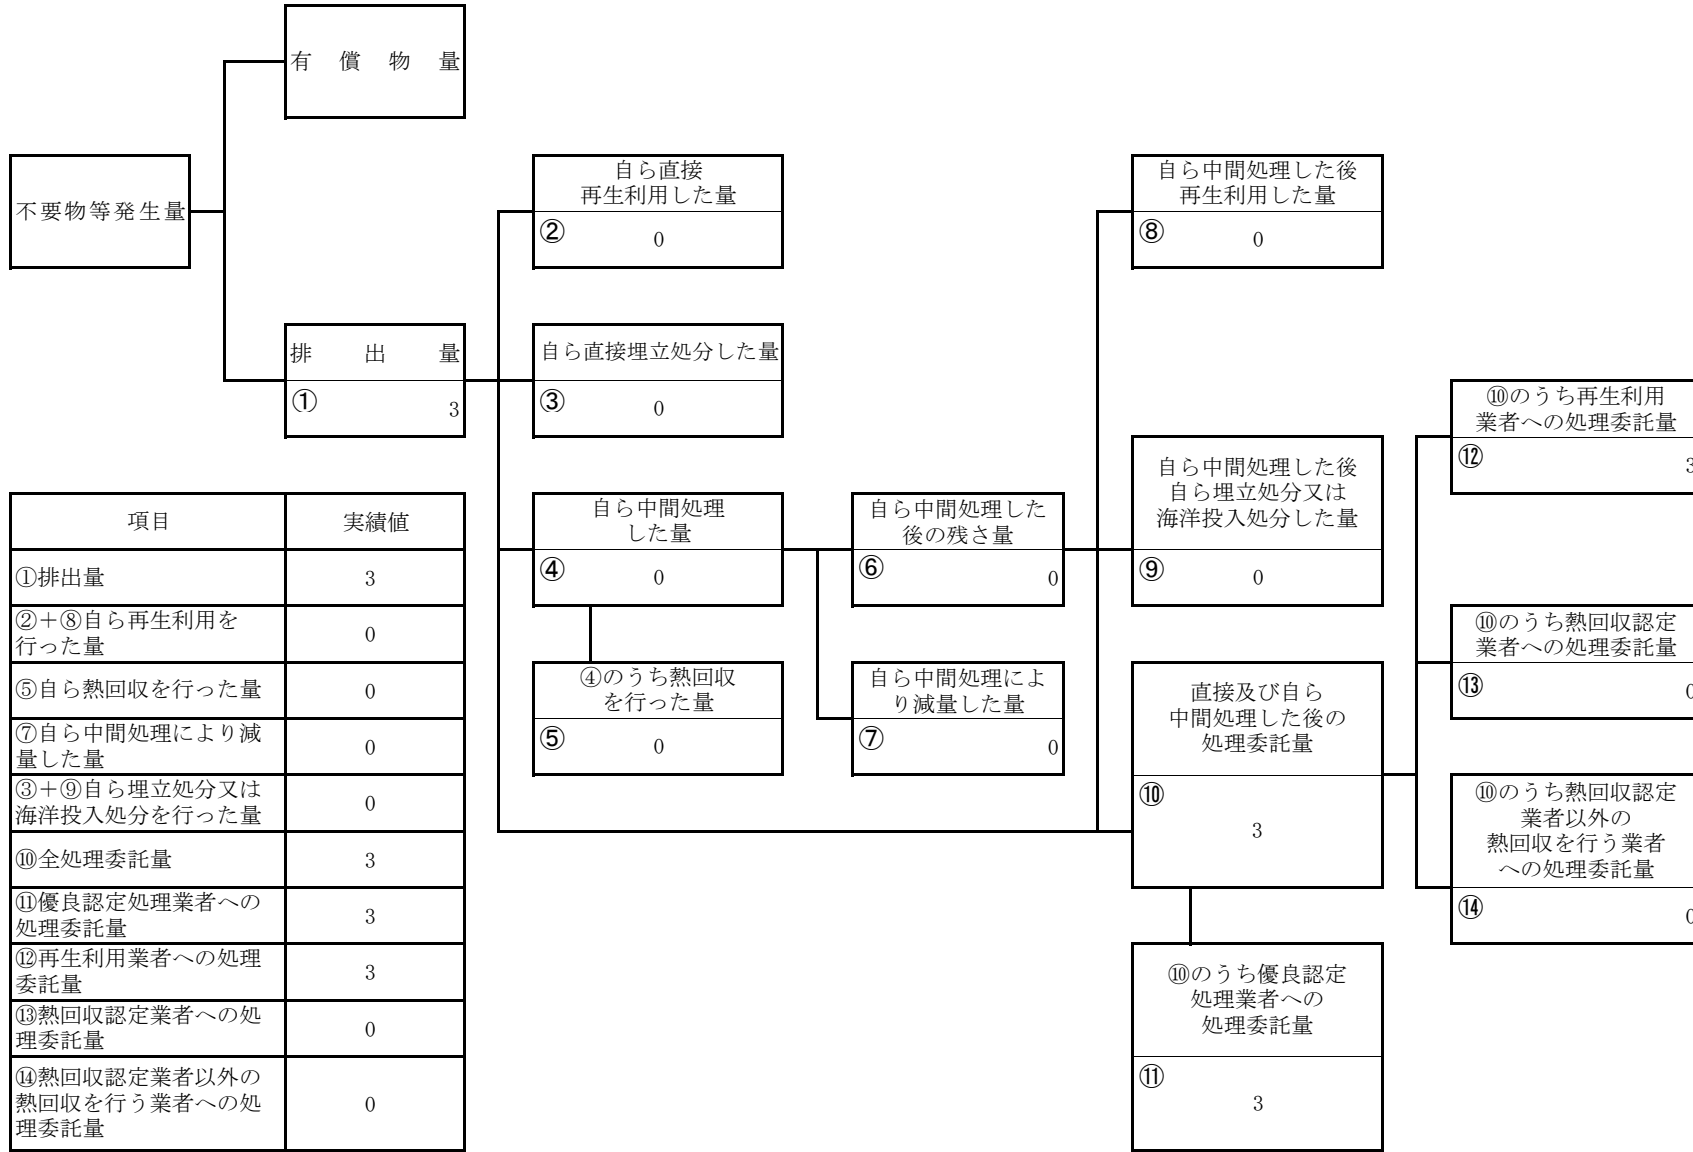 有償物量
不要物等発生量
排出量
① 3
自ら直接
再生利用した量
② 0
自ら直接埋立処分した量
③ 0
自ら中間処理
した量
④ 0
④のうち熱回収
を行った量
⑤ 0
自ら中間処理した
後の残さ量
⑥ 0
自ら中間処理によ
り減量した量
⑦ 0
自ら中間処理した後
再生利用した量
⑧ 0
自ら中間処理した後
自ら埋立処分又は
海洋投入処分した量
⑨ 0
直接及び自ら
中間処理した後の
処理委託量
⑩
3
⑩のうち優良認定
処理業者への
処理委託量
⑪
3
⑩のうち再生利用
業者への処理委託量
⑫ 3
⑩のうち熱回収認定
業者への処理委託量
⑬ 0
⑩のうち熱回収認定
業者以外の
熱回収を行う業者
への処理委託量
⑭ 0
項目 実績値
①排出量 3
②＋⑧自ら再生利用を
行った量 0
⑤自ら熱回収を行った量 0
⑦自ら中間処理により減
量した量 0
③＋⑨自ら埋立処分又は
海洋投入処分を行った量 0
⑩全処理委託量 3
⑪優良認定処理業者への
処理委託量 3
⑫再生利用業者への処理
委託量 3
⑬熱回収認定業者への処
理委託量 0
⑭熱回収認定業者以外の
熱回収を行う業者への処
理委託量 0